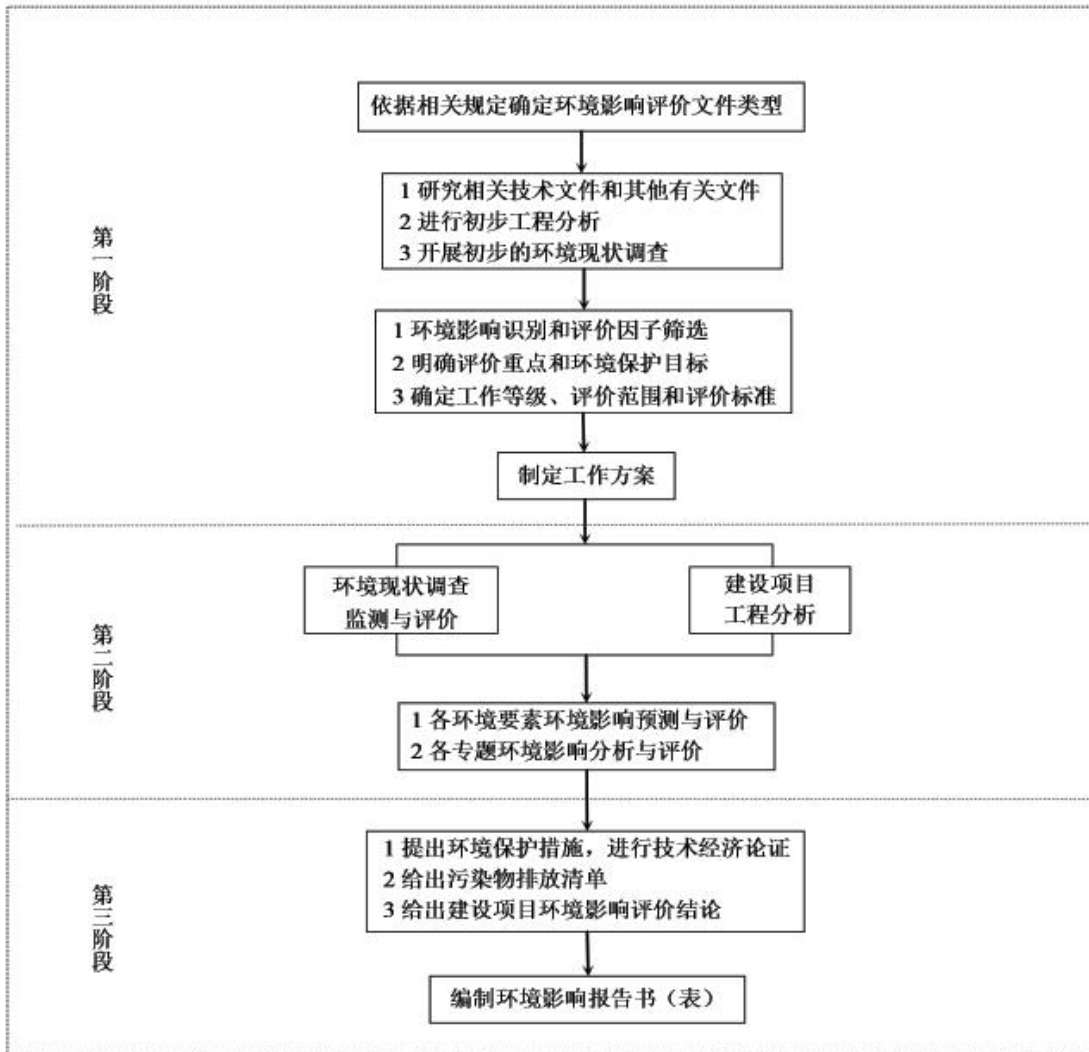 依据相关规定确定环境影响评价文件类型
第一阶段
1 研究相关技术文件和其他有关文件
2 进行初步工程分析
3 开展初步的环境现状调查
1 环境影响识别和评价因子筛选
2 明确评价重点和环境保护目标
3 确定工作等级、评价范围和评价标准
制定工作方案
第二阶段
环境现状调查
监测与评价
建设项目
工程分析
1 各环境要素环境影响预测与评价
2 各专题环境影响分析与评价
第三阶段
1 提出环境保护措施，进行技术经济论证
2 给出污染物排放清单
3 给出建设项目环境影响评价结论
编制环境影响报告书（表）